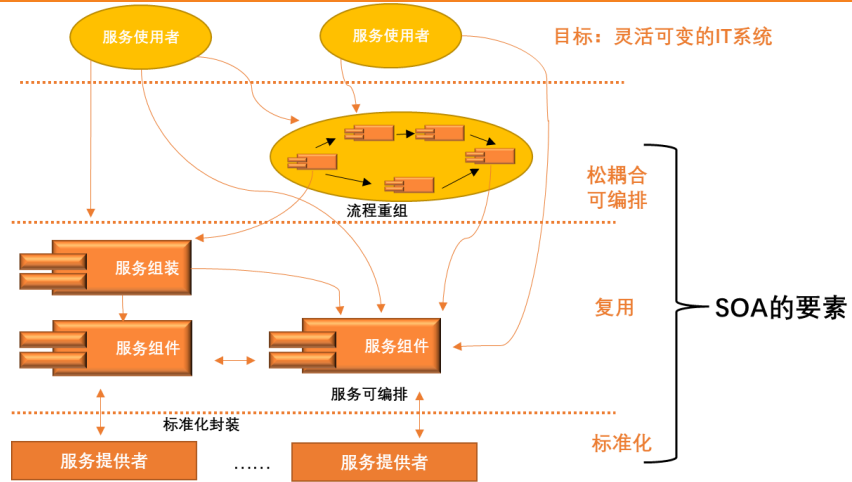 服务使用者
服务使用者
目标：灵活可变的IT系统
松耦合
可编排
流程重组
服务组装
复用
SOA的要素
服务组件
服务组件
服务可编排
标准化封装
标准化
服务提供者
……
服务提供者